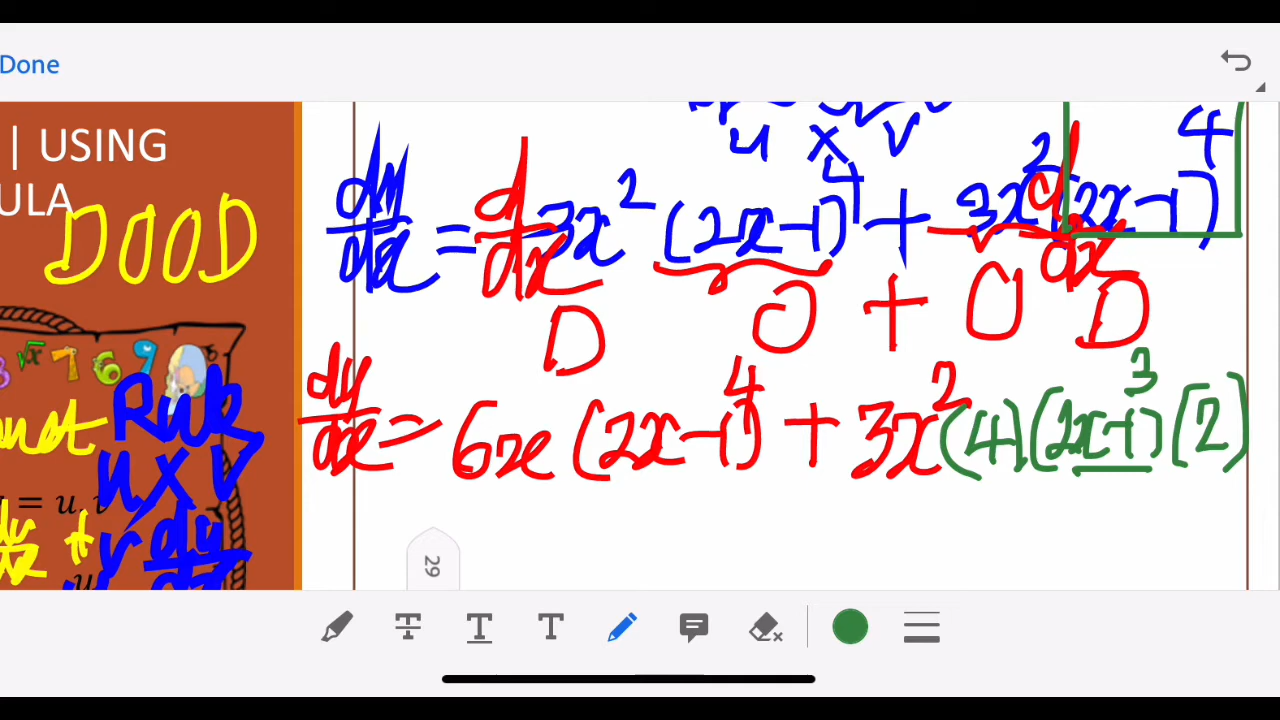 Done
| USING
ULA
DOOD
u x v
4
dy/dx = d/dx 3x² (2x-1)⁴ + 3x² d/dx (2x-1)
D O + O D
dy/dx = 6x (2x-1)⁴ + 3x² (4)(2x-1)³(2)
Rule
u x v
= u. v
29
T